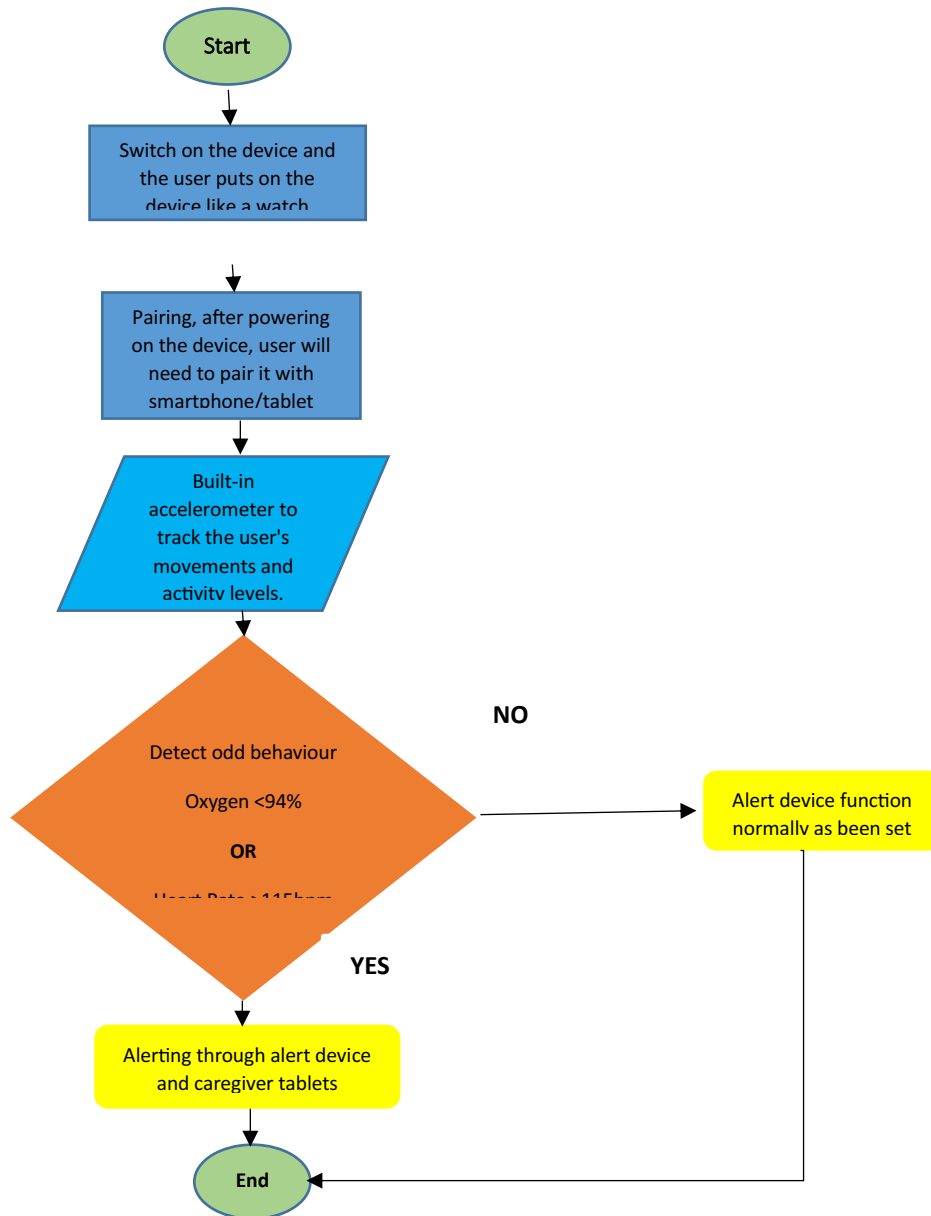 Start
Switch on the device and
the user puts on the
device like a watch
Pairing, after powering
on the device, user will
need to pair it with
smartphone/tablet
Built-in
accelerometer to
track the user's
movements and
activity levels.
NO
Detect odd behaviour
Oxygen <94%
OR
Heart Rate >115bpm
Alert device function
normally as been set
YES
Alerting through alert device
and caregiver tablets
End